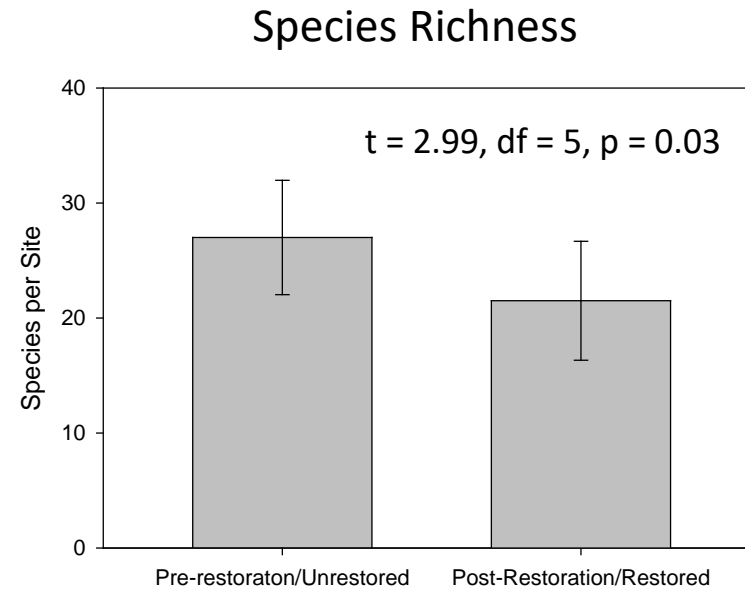 Species Richness
t = 2.99, df = 5, p = 0.03
Species per Site
40
30
20
10
0
Pre-restoraton/Unrestored
Post-Restoration/Restored